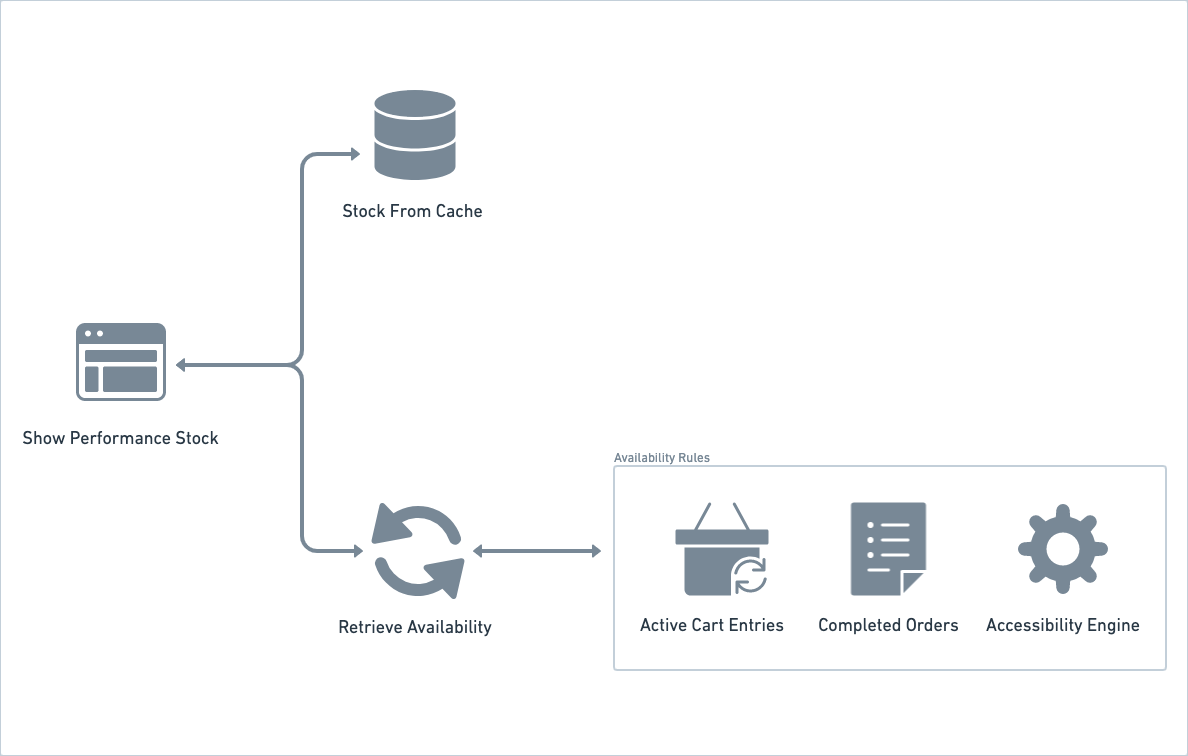 Stock From Cache
Show Performance Stock
Availability Rules
Retrieve Availability
Active Cart Entries
Completed Orders
Accessibility Engine